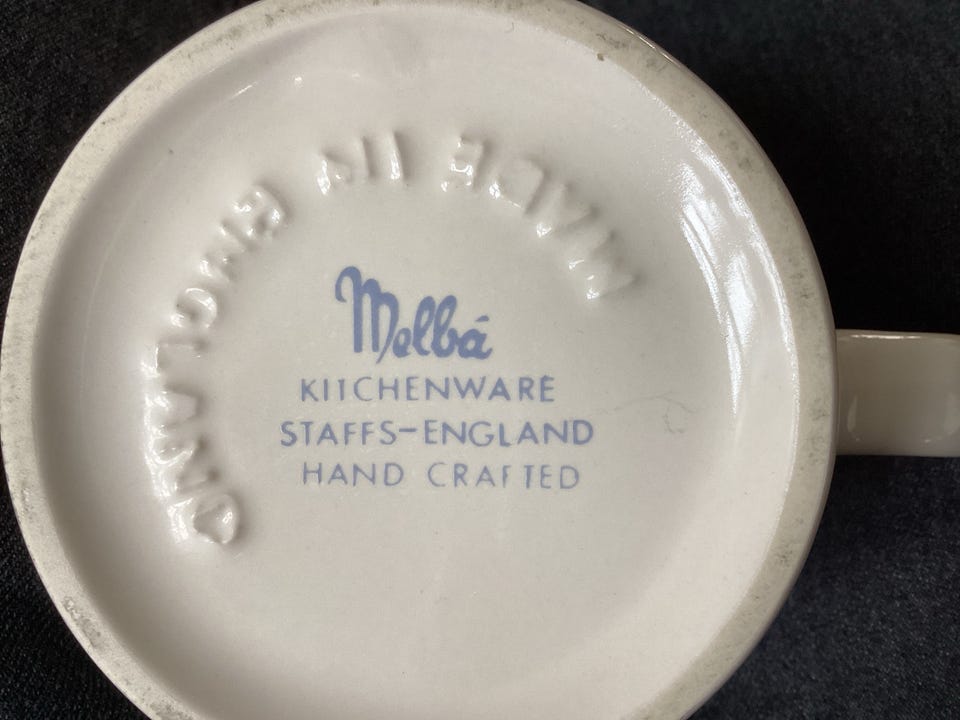 MADE IN ENGLAND
Melbá
KITCHENWARE
STAFFS-ENGLAND
HAND CRAFTED